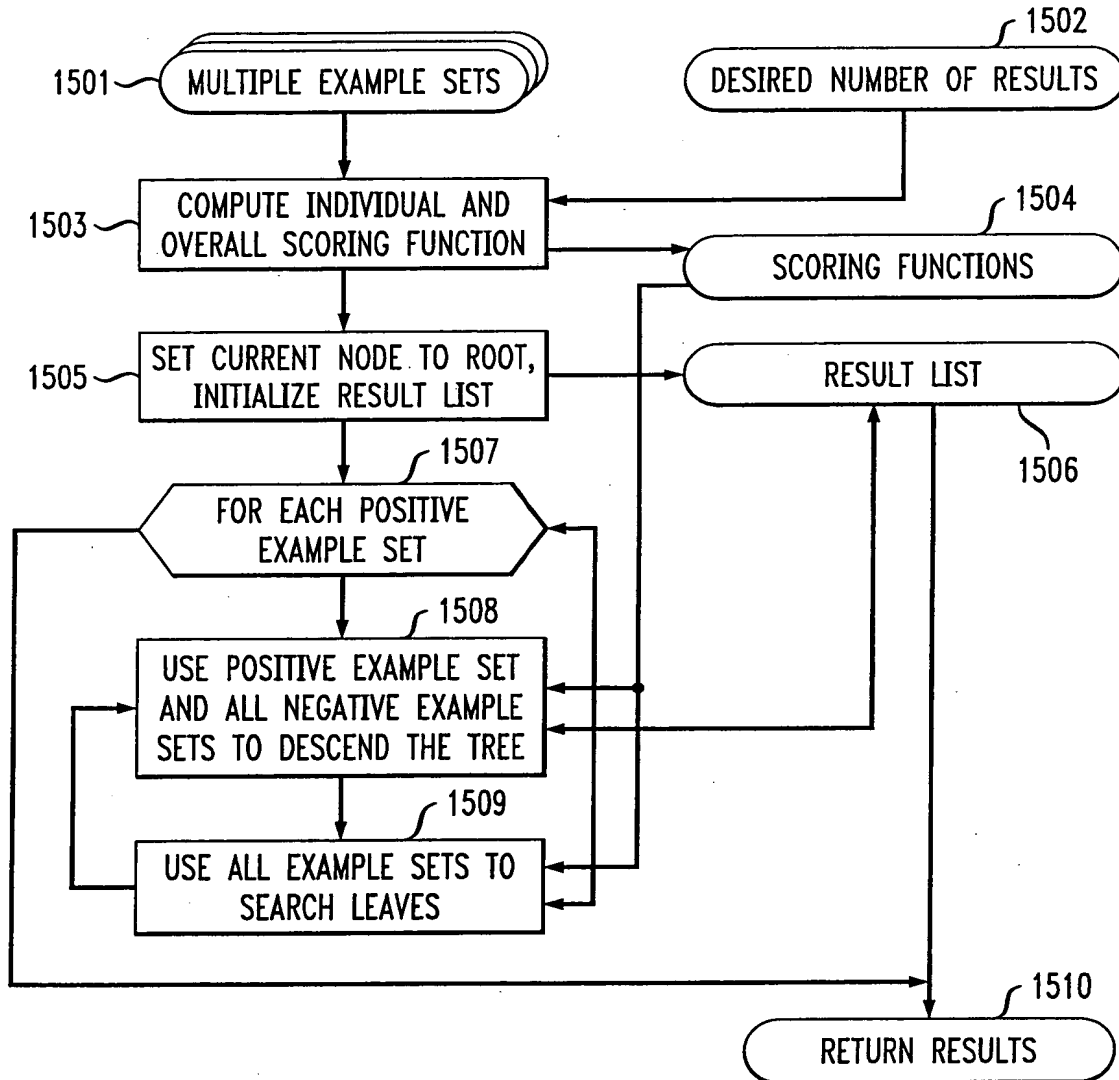 1501
MULTIPLE EXAMPLE SETS
1502
DESIRED NUMBER OF RESULTS
1503
COMPUTE INDIVIDUAL AND
OVERALL SCORING FUNCTION
1504
SCORING FUNCTIONS
1505
SET CURRENT NODE TO ROOT,
INITIALIZE RESULT LIST
RESULT LIST
1506
1507
FOR EACH POSITIVE
EXAMPLE SET
1508
USE POSITIVE EXAMPLE SET
AND ALL NEGATIVE EXAMPLE
SETS TO DESCEND THE TREE
1509
USE ALL EXAMPLE SETS TO
SEARCH LEAVES
1510
RETURN RESULTS